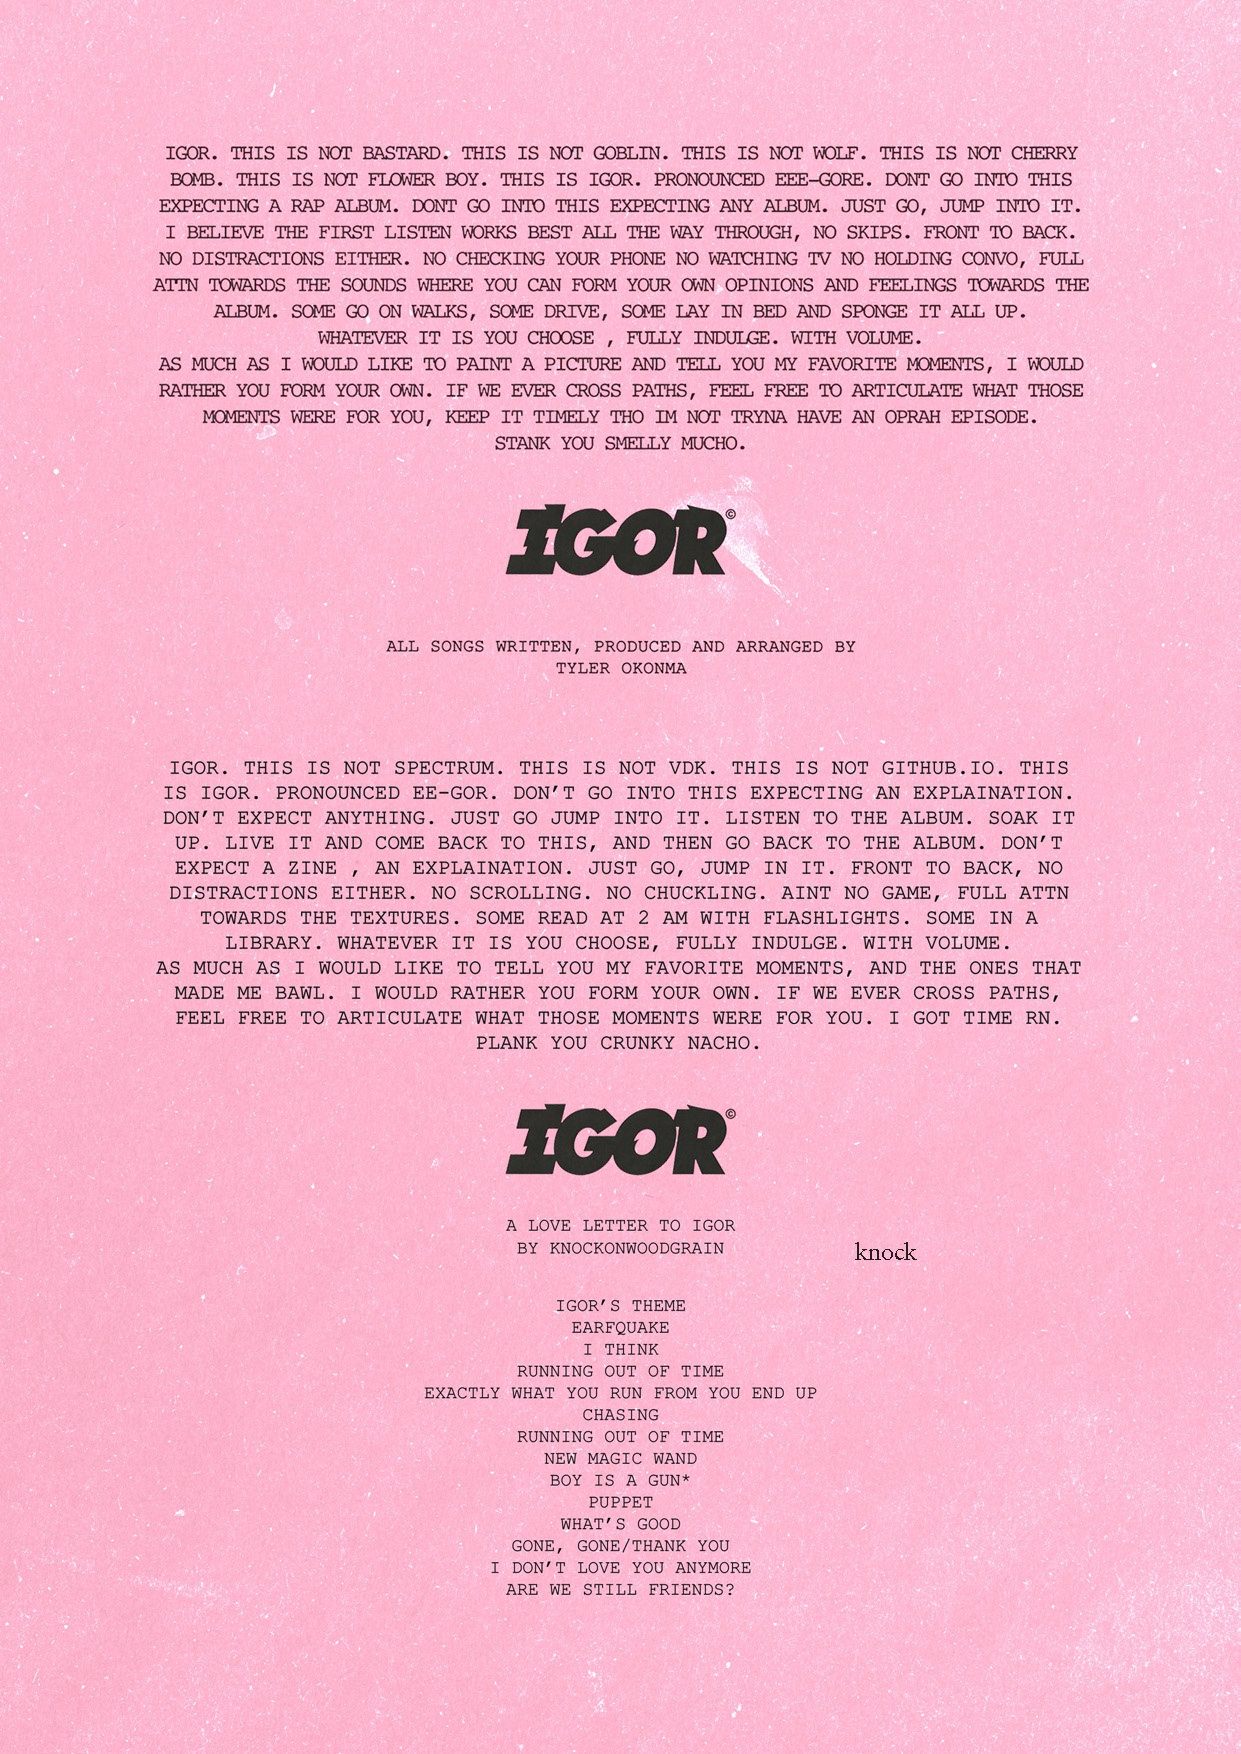 IGOR. THIS IS NOT BASTARD. THIS IS NOT GOBLIN. THIS IS NOT WOLF. THIS IS NOT CHERRY
BOMB. THIS IS NOT FLOWER BOY. THIS IS IGOR. PRONOUNCED EEE-GORE. DONT GO INTO THIS
EXPECTING A RAP ALBUM. DONT GO INTO THIS EXPECTING ANY ALBUM. JUST GO, JUMP INTO IT.
I BELIEVE THE FIRST LISTEN WORKS BEST ALL THE WAY THROUGH, NO SKIPS. FRONT TO BACK.
NO DISTRACTIONS EITHER. NO CHECKING YOUR PHONE NO WATCHING TV NO HOLDING CONVO, FULL
ATTN TOWARDS THE SOUNDS WHERE YOU CAN FORM YOUR OWN OPINIONS AND FEELINGS TOWARDS THE
ALBUM. SOME GO ON WALKS, SOME DRIVE, SOME LAY IN BED AND SPONGE IT ALL UP.
WHATEVER IT IS YOU CHOOSE , FULLY INDULGE. WITH VOLUME.
AS MUCH AS I WOULD LIKE TO PAINT A PICTURE AND TELL YOU MY FAVORITE MOMENTS, I WOULD
RATHER YOU FORM YOUR OWN. IF WE EVER CROSS PATHS, FEEL FREE TO ARTICULATE WHAT THOSE
MOMENTS WERE FOR YOU, KEEP IT TIMELY THO IM NOT TRYNA HAVE AN OPRAH EPISODE.
STANK YOU SMELLY MUCHO.
IGOR©
ALL SONGS WRITTEN, PRODUCED AND ARRANGED BY
TYLER OKONMA
IGOR. THIS IS NOT SPECTRUM. THIS IS NOT VDK. THIS IS NOT GITHUB.IO. THIS
IS IGOR. PRONOUNCED EE-GOR. DON'T GO INTO THIS EXPECTING AN EXPLAINATION.
DON'T EXPECT ANYTHING. JUST GO JUMP INTO IT. LISTEN TO THE ALBUM. SOAK IT
UP. LIVE IT AND COME BACK TO THIS, AND THEN GO BACK TO THE ALBUM. DON'T
EXPECT A ZINE , AN EXPLAINATION. JUST GO, JUMP IN IT. FRONT TO BACK, NO
DISTRACTIONS EITHER. NO SCROLLING. NO CHUCKLING. AINT NO GAME, FULL ATTN
TOWARDS THE TEXTURES. SOME READ AT 2 AM WITH FLASHLIGHTS. SOME IN A
LIBRARY. WHATEVER IT IS YOU CHOOSE, FULLY INDULGE. WITH VOLUME.
AS MUCH AS I WOULD LIKE TO TELL YOU MY FAVORITE MOMENTS, AND THE ONES THAT
MADE ME BAWL. I WOULD RATHER YOU FORM YOUR OWN. IF WE EVER CROSS PATHS,
FEEL FREE TO ARTICULATE WHAT THOSE MOMENTS WERE FOR YOU. I GOT TIME RN.
PLANK YOU CRUNKY NACHO.
IGOR©
A LOVE LETTER TO IGOR
BY KNOCKONWOODGRAIN
knock
IGOR'S THEME
EARFQUAKE
I THINK
RUNNING OUT OF TIME
EXACTLY WHAT YOU RUN FROM YOU END UP
CHASING
RUNNING OUT OF TIME
NEW MAGIC WAND
BOY IS A GUN*
PUPPET
WHAT'S GOOD
GONE, GONE/THANK YOU
I DON'T LOVE YOU ANYMORE
ARE WE STILL FRIENDS?